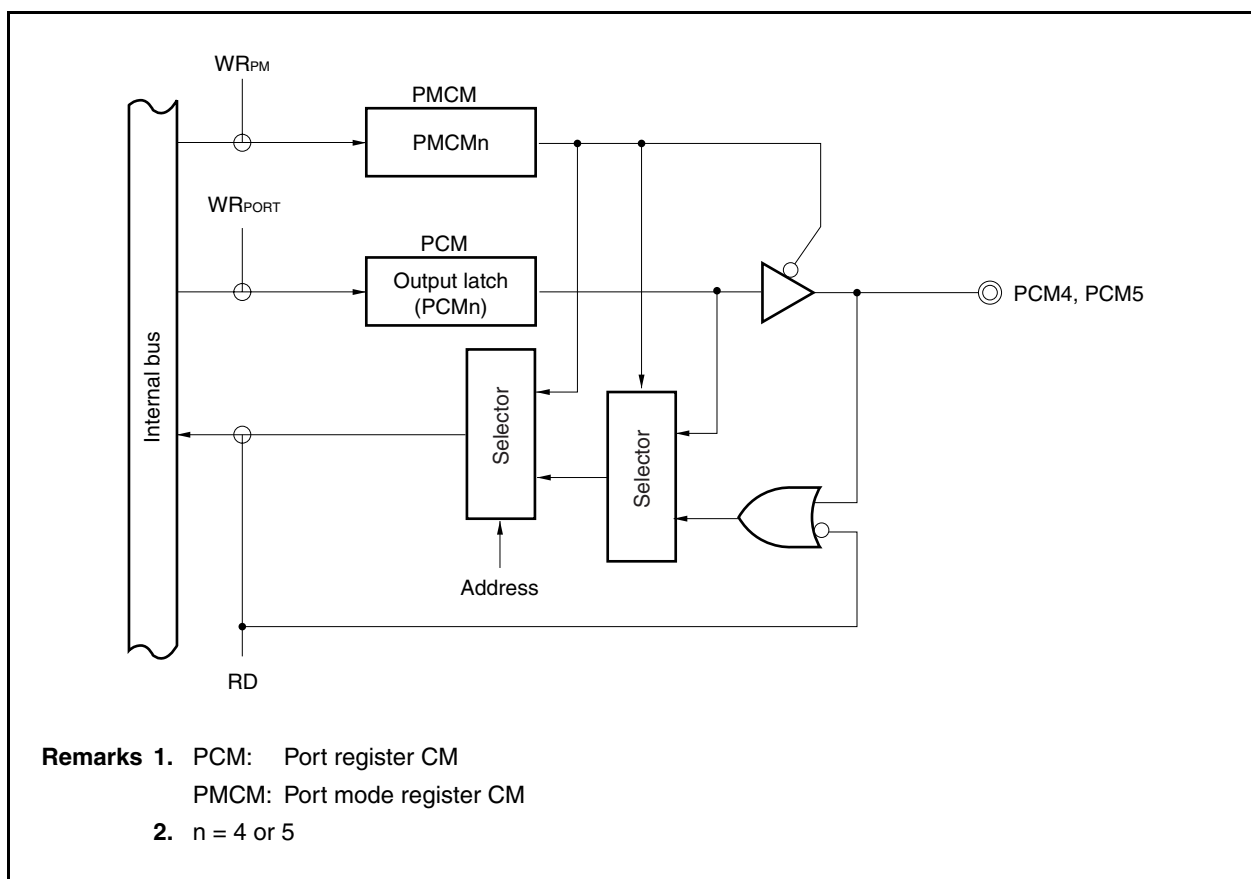 WRPM
PMCM
PMCMn
WRPORT
PCM
Output latch
(PCMn)
PCM4, PCM5
Internal bus
Selector
Selector
Address
RD
Remarks 1. PCM: Port register CM
PMCM: Port mode register CM
2. n = 4 or 5